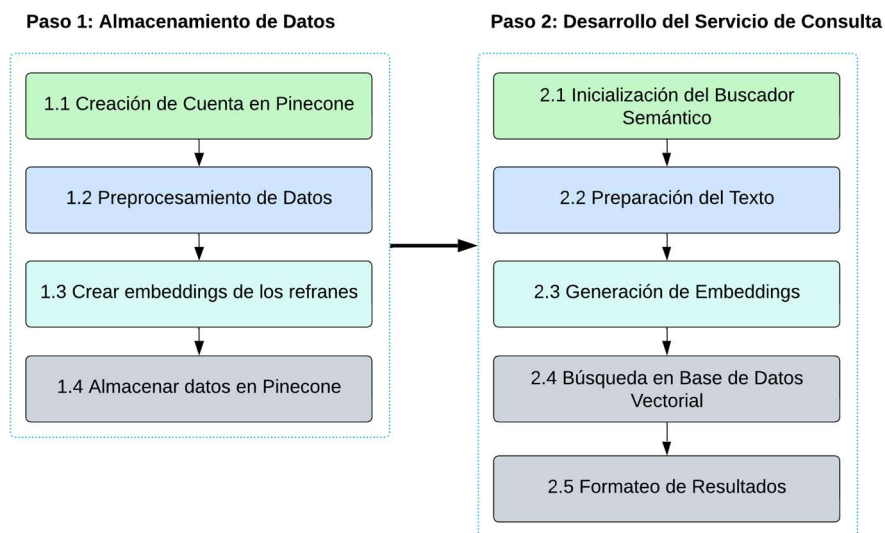 Paso 1: Almacenamiento de Datos
1.1 Creación de Cuenta en Pinecone
1.2 Preprocesamiento de Datos
1.3 Crear embeddings de los refranes
1.4 Almacenar datos en Pinecone
Paso 2: Desarrollo del Servicio de Consulta
2.1 Inicialización del Buscador
Semántico
2.2 Preparación del Texto
2.3 Generación de Embeddings
2.4 Búsqueda en Base de Datos
Vectorial
2.5 Formateo de Resultados